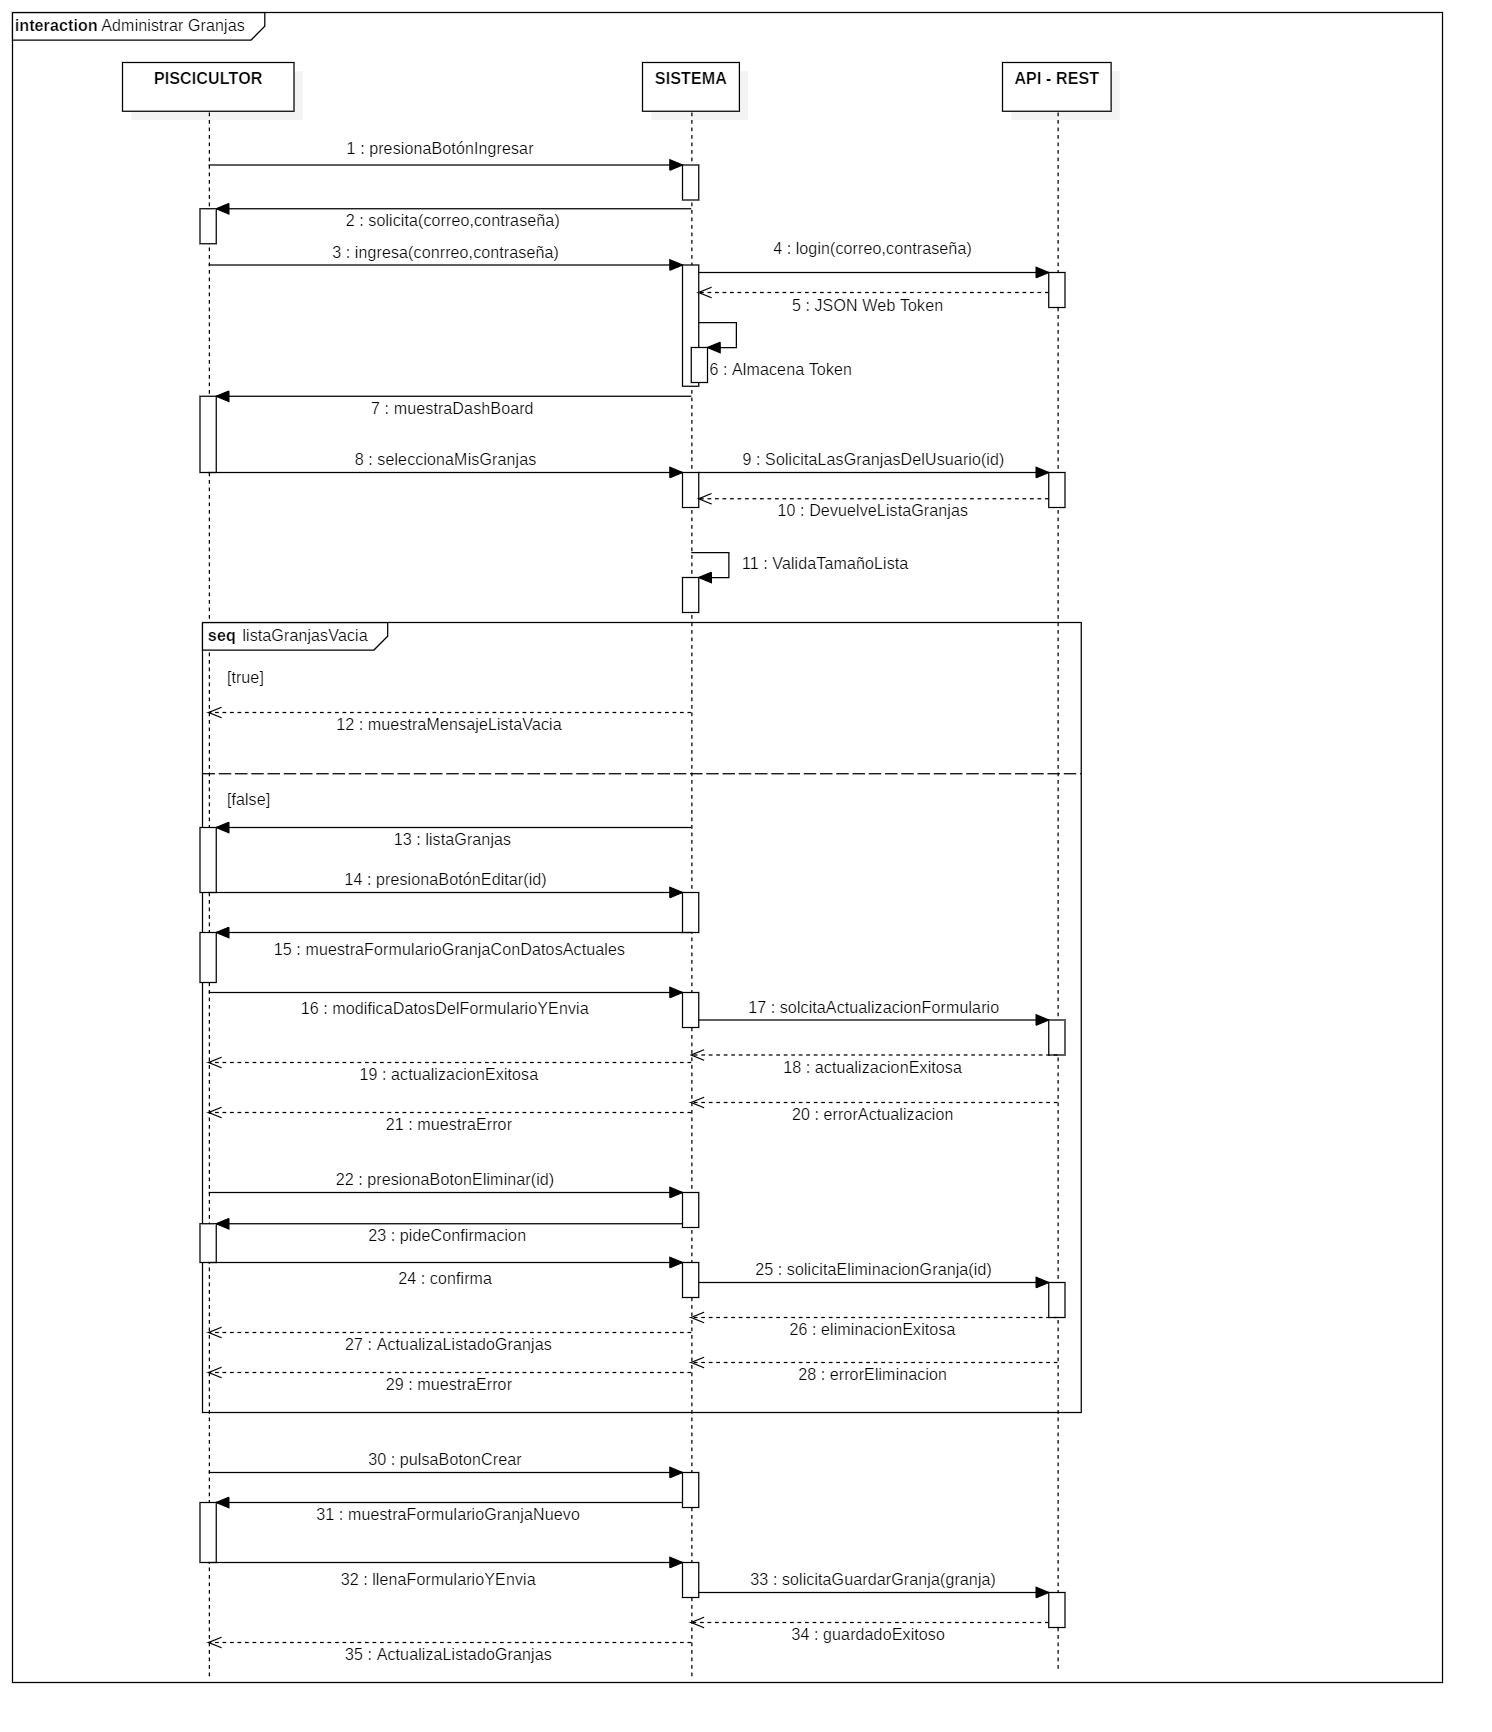 interaction Administrar Granjas
PISCICULTOR
SISTEMA
API - REST
1 : presionaBotónIngresar
2 : solicita(correo,contraseña)
3 : ingresa(conrreo,contraseña)
4 : login(correo,contraseña)
5 : JSON Web Token
6 : Almacena Token
7 : muestraDashBoard
8 : seleccionaMisGranjas
9 : SolicitaLasGranjasDelUsuario(id)
10 : DevuelveListaGranjas
11 : ValidaTamañoLista
seq listaGranjasVacia
[true]
12 : muestraMensajeListaVacia
[false]
13 : listaGranjas
14 : presionaBotónEditar(id)
15 : muestraFormularioGranjaConDatosActuales
16 : modificaDatosDelFormularioYEnvia
17 : solcitaActualizacionFormulario
18 : actualizacionExitosa
19 : actualizacionExitosa
20 : errorActualizacion
21 : muestraError
22 : presionaBotonEliminar(id)
23 : pideConfirmacion
24 : confirma
25 : solicitaEliminacionGranja(id)
26 : eliminacionExitosa
27 : ActualizaListadoGranjas
28 : errorEliminacion
29 : muestraError
30 : pulsaBotonCrear
31 : muestraFormularioGranjaNuevo
32 : llenaFormularioYEnvia
33 : solicitaGuardarGranja(granja)
34 : guardadoExitoso
35 : ActualizaListadoGranjas